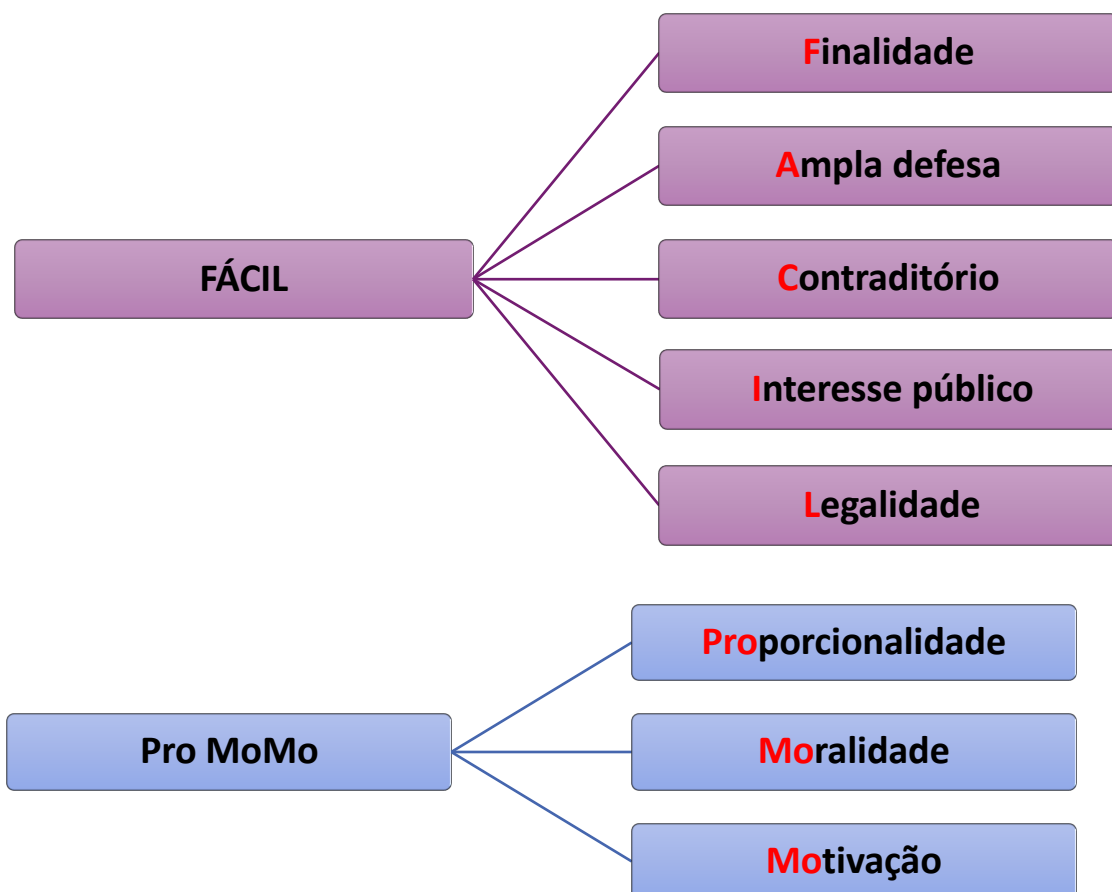 FÁCIL
Finalidade
Ampla defesa
Contraditório
Interesse público
Legalidade
Pro MoMo
Proporcionalidade
Moralidade
Motivação